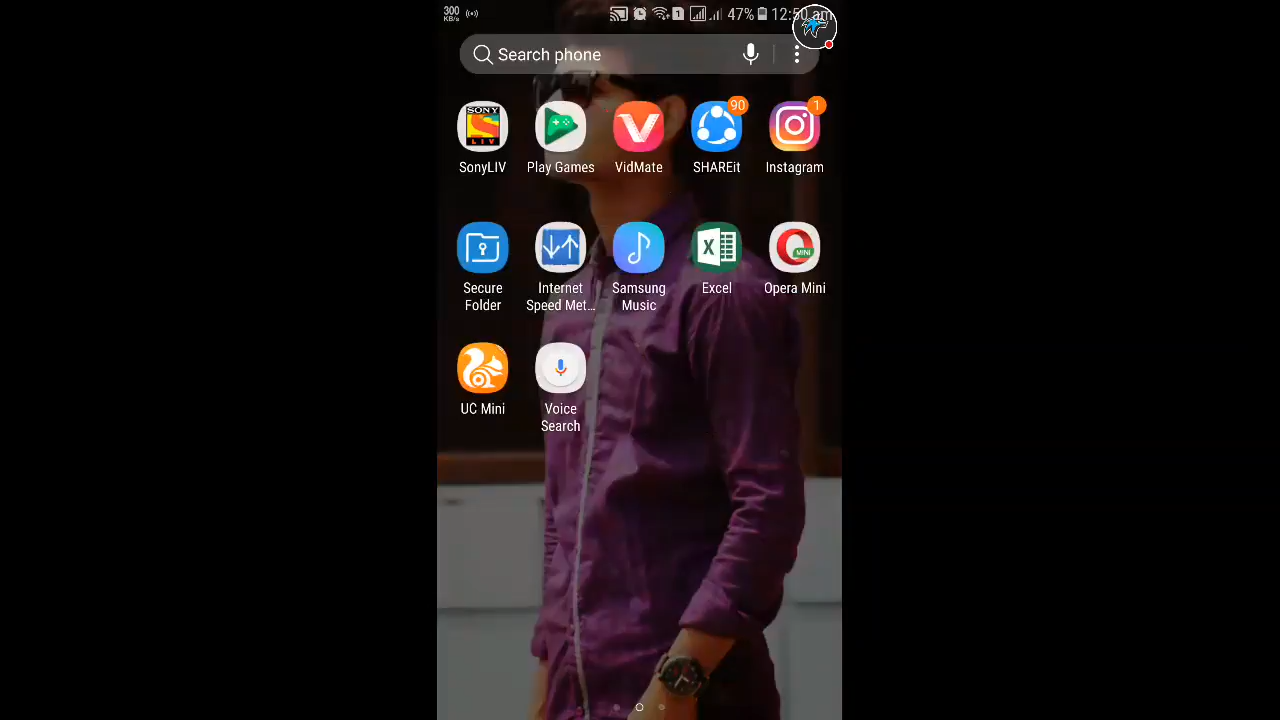 300
KB/s
1
47%
12:50 am
Search phone
90
1
SONY
S
LIV
SonyLIV
Play Games
VidMate
SHAREit
Instagram
X
MINI
Secure
Folder
Internet
Speed Met...
Samsung
Music
Excel
Opera Mini
UC Mini
Voice
Search